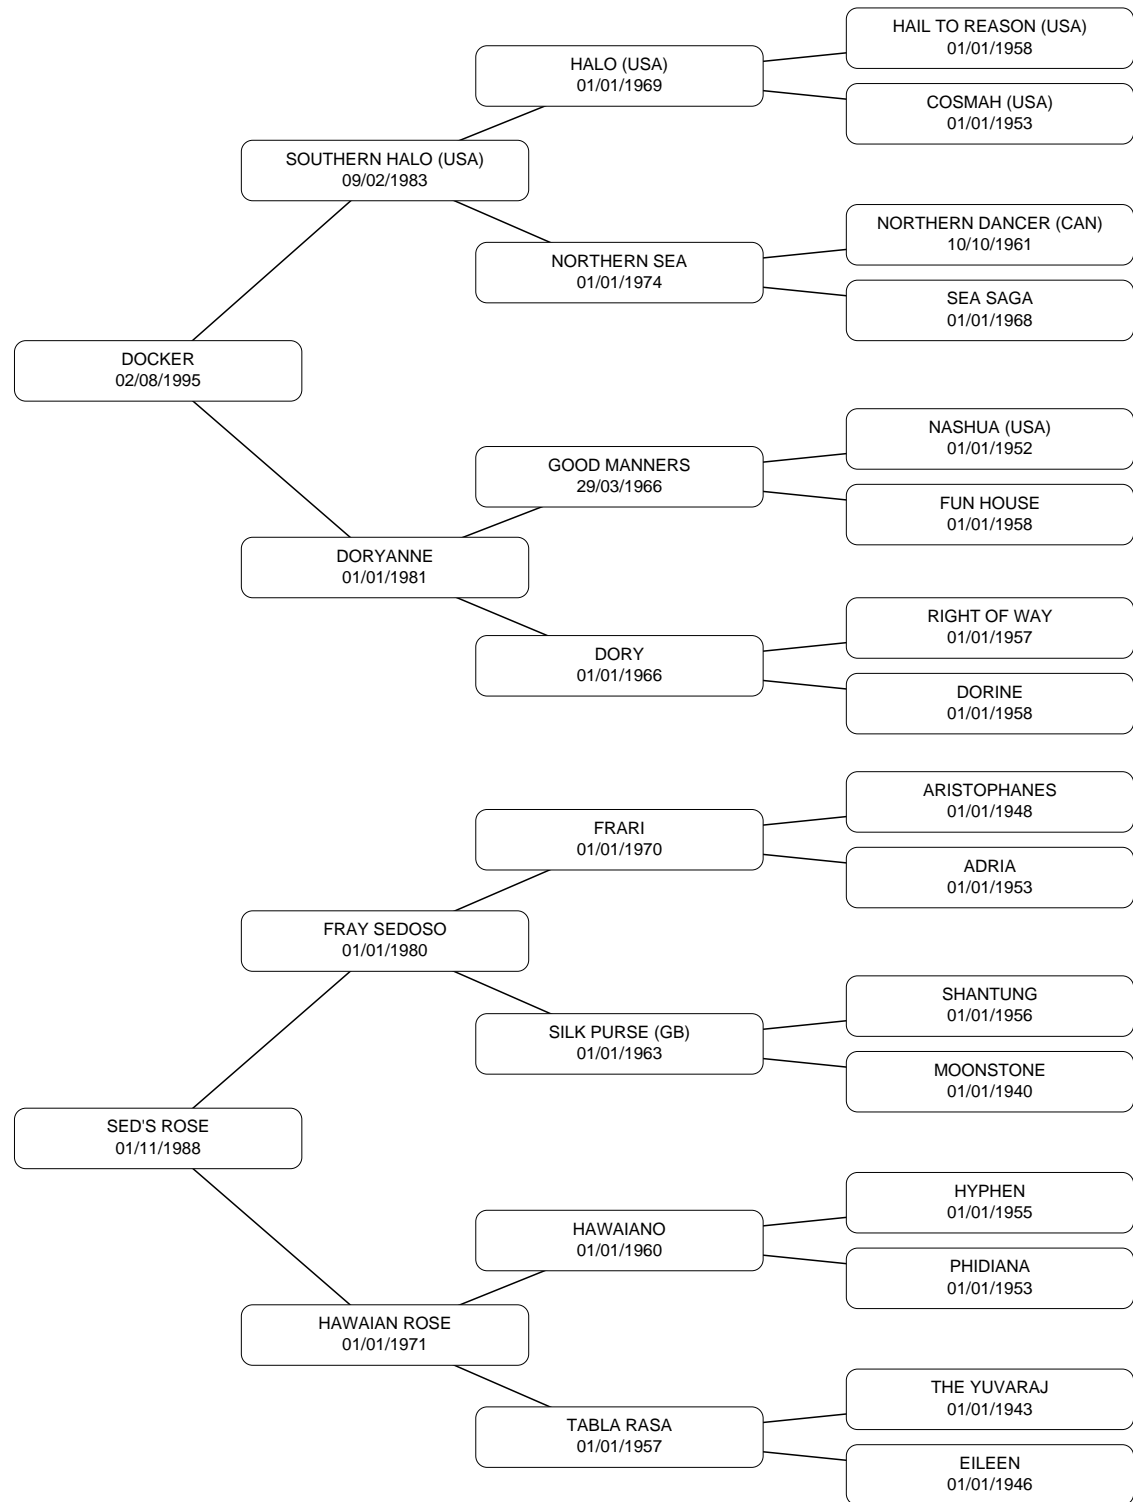 HAIL TO REASON (USA)
01/01/1958
HALO (USA)
01/01/1969
COSMAH (USA)
01/01/1953
SOUTHERN HALO (USA)
09/02/1983
NORTHERN DANCER (CAN)
10/10/1961
NORTHERN SEA
01/01/1974
SEA SAGA
01/01/1968
DOCKER
02/08/1995
NASHUA (USA)
01/01/1952
GOOD MANNERS
29/03/1966
FUN HOUSE
01/01/1958
DORYANNE
01/01/1981
RIGHT OF WAY
01/01/1957
DORY
01/01/1966
DORINE
01/01/1958
ARISTOPHANES
01/01/1948
FRARI
01/01/1970
ADRIA
01/01/1953
FRAY SEDOSO
01/01/1980
SHANTUNG
01/01/1956
SILK PURSE (GB)
01/01/1963
MOONSTONE
01/01/1940
SED'S ROSE
01/11/1988
HYPHEN
01/01/1955
HAWAIANO
01/01/1960
PHIDIANA
01/01/1953
HAWAIAN ROSE
01/01/1971
THE YUVARAJ
01/01/1943
TABLA RASA
01/01/1957
EILEEN
01/01/1946